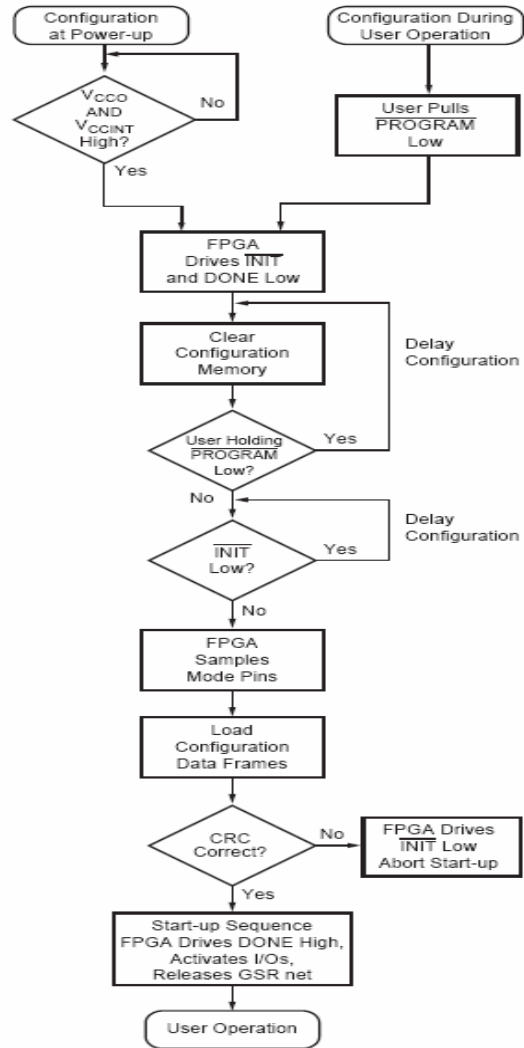 Configuration
at Power-up
Configuration During
User Operation
VCCO
AND
VCCINT
High?
No
Yes
User Pulls
PROGRAM
Low
FPGA
Drives INIT
and DONE Low
Clear
Configuration
Memory
Delay
Configuration
User Holding
PROGRAM
Low?
Yes
No
Delay
Configuration
INIT
Low?
Yes
No
FPGA
Samples
Mode Pins
Load
Configuration
Data Frames
CRC
Correct?
No
FPGA Drives
INIT Low
Abort Start-up
Yes
Start-up Sequence
FPGA Drives DONE High,
Activates I/Os,
Releases GSR net
User Operation